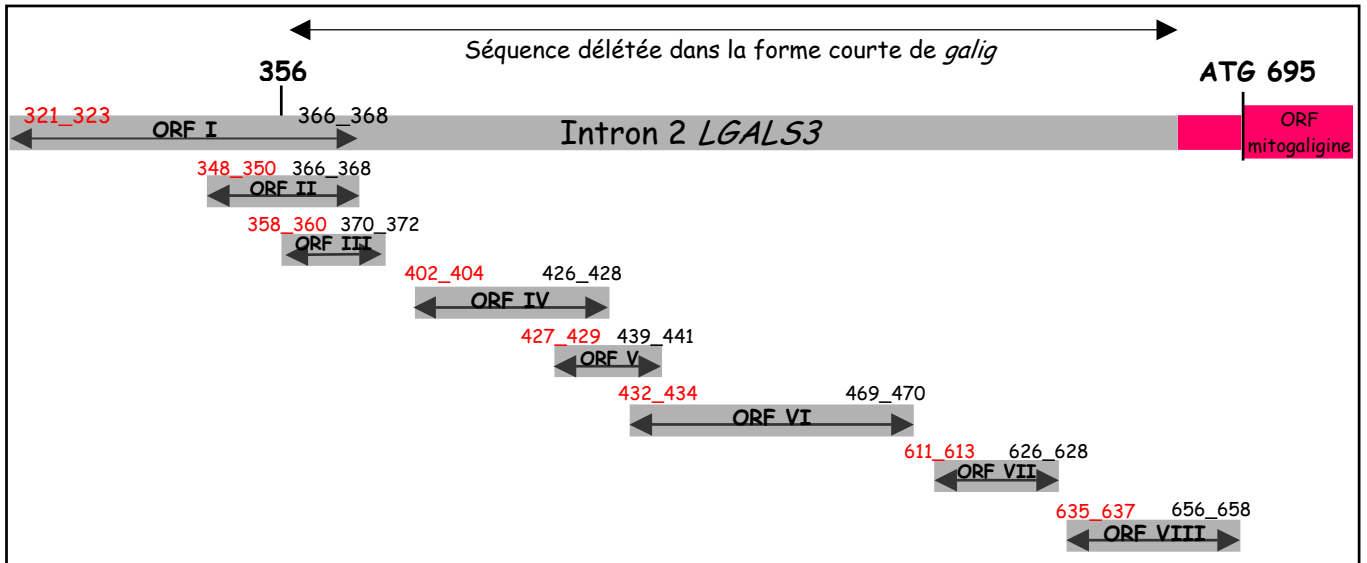 Séquence délétée dans la forme courte de galig
356
ATG 695
321_323
366_368
ORF I
Intron 2 LGALS3
ORF
mitogaligine
348_350 366_368
ORF II
358_360 370_372
ORF III
402_404 426_428
ORF IV
427_429 439_441
ORF V
432_434 469_470
ORF VI
611_613 626_628
ORF VII
635_637 656_658
ORF VIII